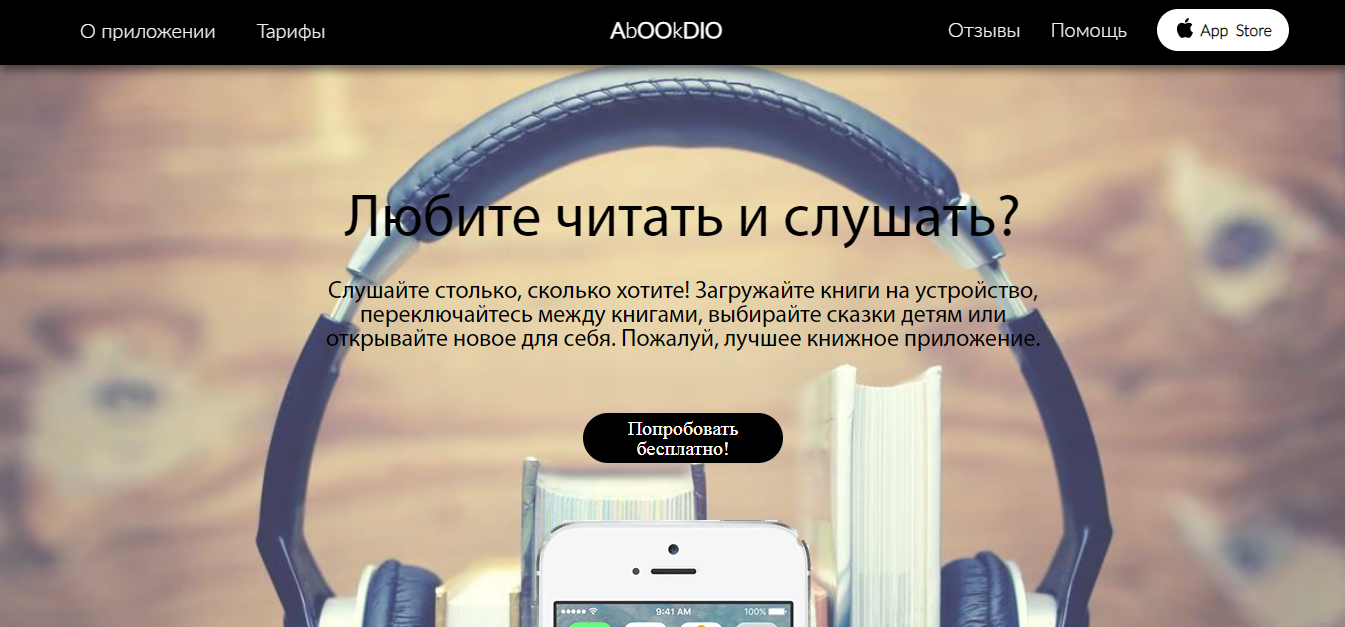 О приложении Тарифы AbOOkDIO Отзывы Помощь App Store
Любите читать и слушать?
Слушайте столько, сколько хотите! Загружайте книги на устройство,
переключайтесь между книгами, выбирайте сказки детям или
открывайте новое для себя. Пожалуй, лучшее книжное приложение.
Попробовать
бесплатно!
9:41 AM 100%